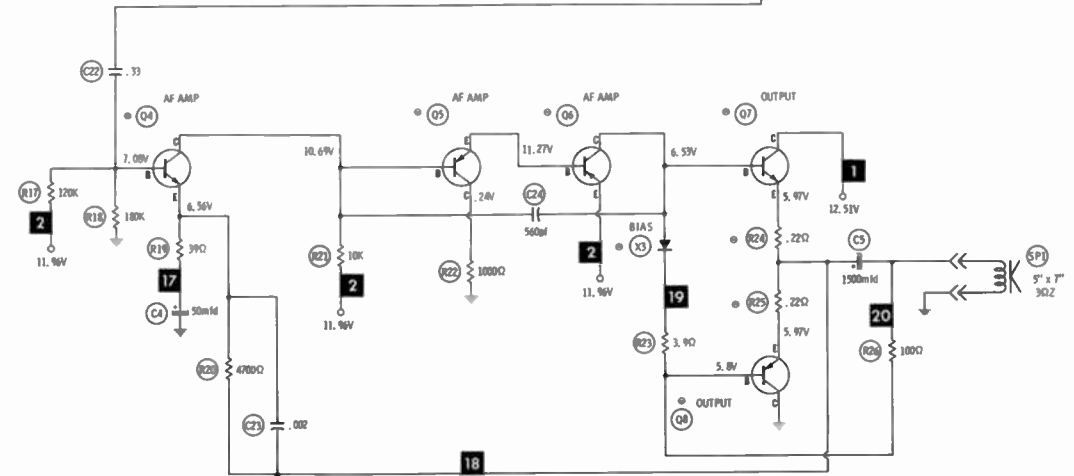 C22 .33
AF AMP
Q4
7.08V
B
C
E
6.56V
R17 120K
2
11.96V
R18 180K
R19 39Ω
17
C4 50mfd
R20 4700Ω
C23 .002
18
10.69V
R21 10K
2
11.96V
AF AMP
Q5
E
B
C
.24V
11.27V
R22 1000Ω
C24
560pf
AF AMP
Q6
C
B
E
2
11.96V
6.53V
BIAS
X3
19
R23 3.9Ω
OUTPUT
Q7
C
B
E
1
12.51V
5.97V
R24 .22Ω
R25 .22Ω
5.97V
E
5.8V
B
C
OUTPUT
Q8
C5
1500mfd
20
R26 100Ω
SP1
5" x 7"
3ΩZ